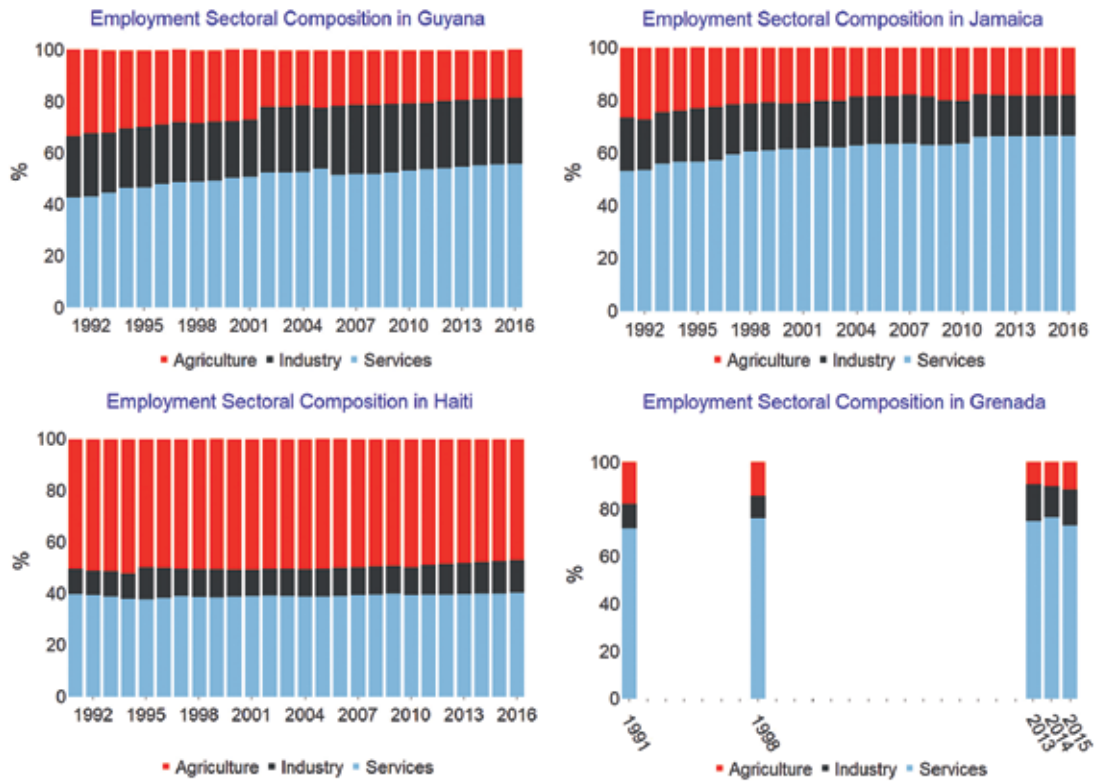 Employment Sectoral Composition in Guyana
100
80
60
40
20
0
%
1992 1995 1998 2001 2004 2007 2010 2013 2016
Agriculture Industry Services
Employment Sectoral Composition in Jamaica
100
80
60
40
20
0
%
1992 1995 1998 2001 2004 2007 2010 2013 2016
Agriculture Industry Services
Employment Sectoral Composition in Haiti
100
80
60
40
20
0
%
1992 1995 1998 2001 2004 2007 2010 2013 2016
Agriculture Industry Services
Employment Sectoral Composition in Grenada
100
80
60
40
20
0
%
1991 1998 2013 2014 2015
Agriculture Industry Services